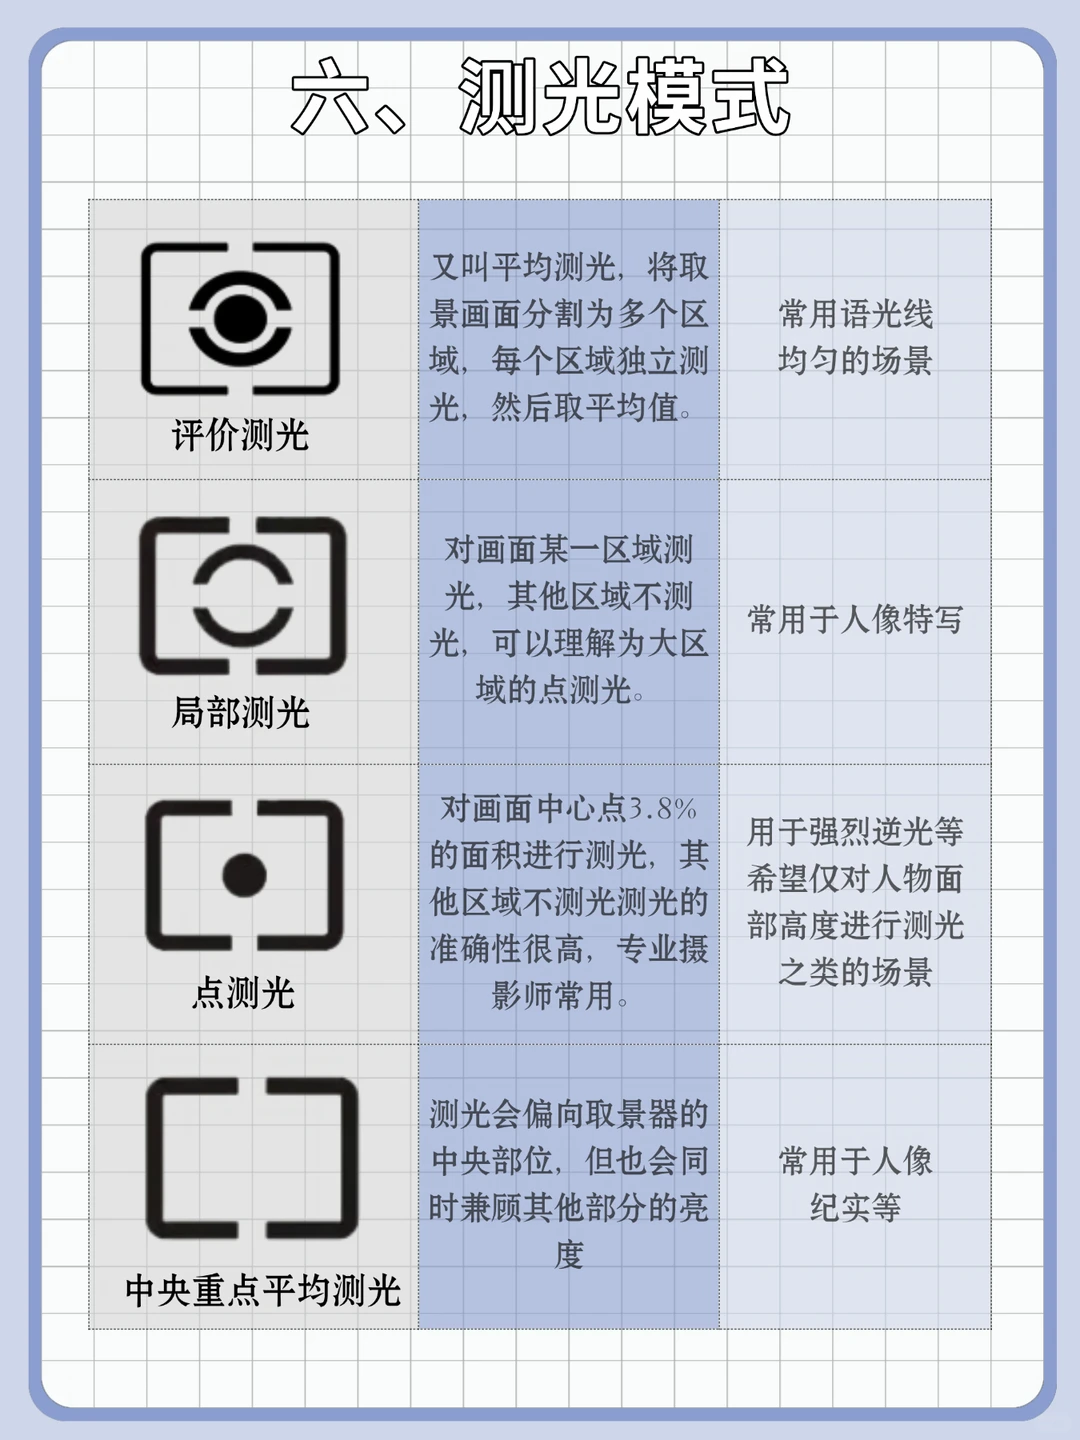 六、测光模式
评价测光
又叫平均测光，将取
景画面分割为多个区
域，每个区域独立测
光，然后取平均值。
常用语光线
均匀的场景
局部测光
对画面某一区域测
光，其他区域不测
光，可以理解为大区
域的点测光。
常用于人像特写
点测光
对画面中心点3.8%
的面积进行测光，其
他区域不测光测光的
准确性很高，专业摄
影师常用。
用于强烈逆光等
希望仅对人物面
部高度进行测光
之类的场景
中央重点平均测光
测光会偏向取景器的
中央部位，但也会同
时兼顾其他部分的亮
度
常用于人像
纪实等